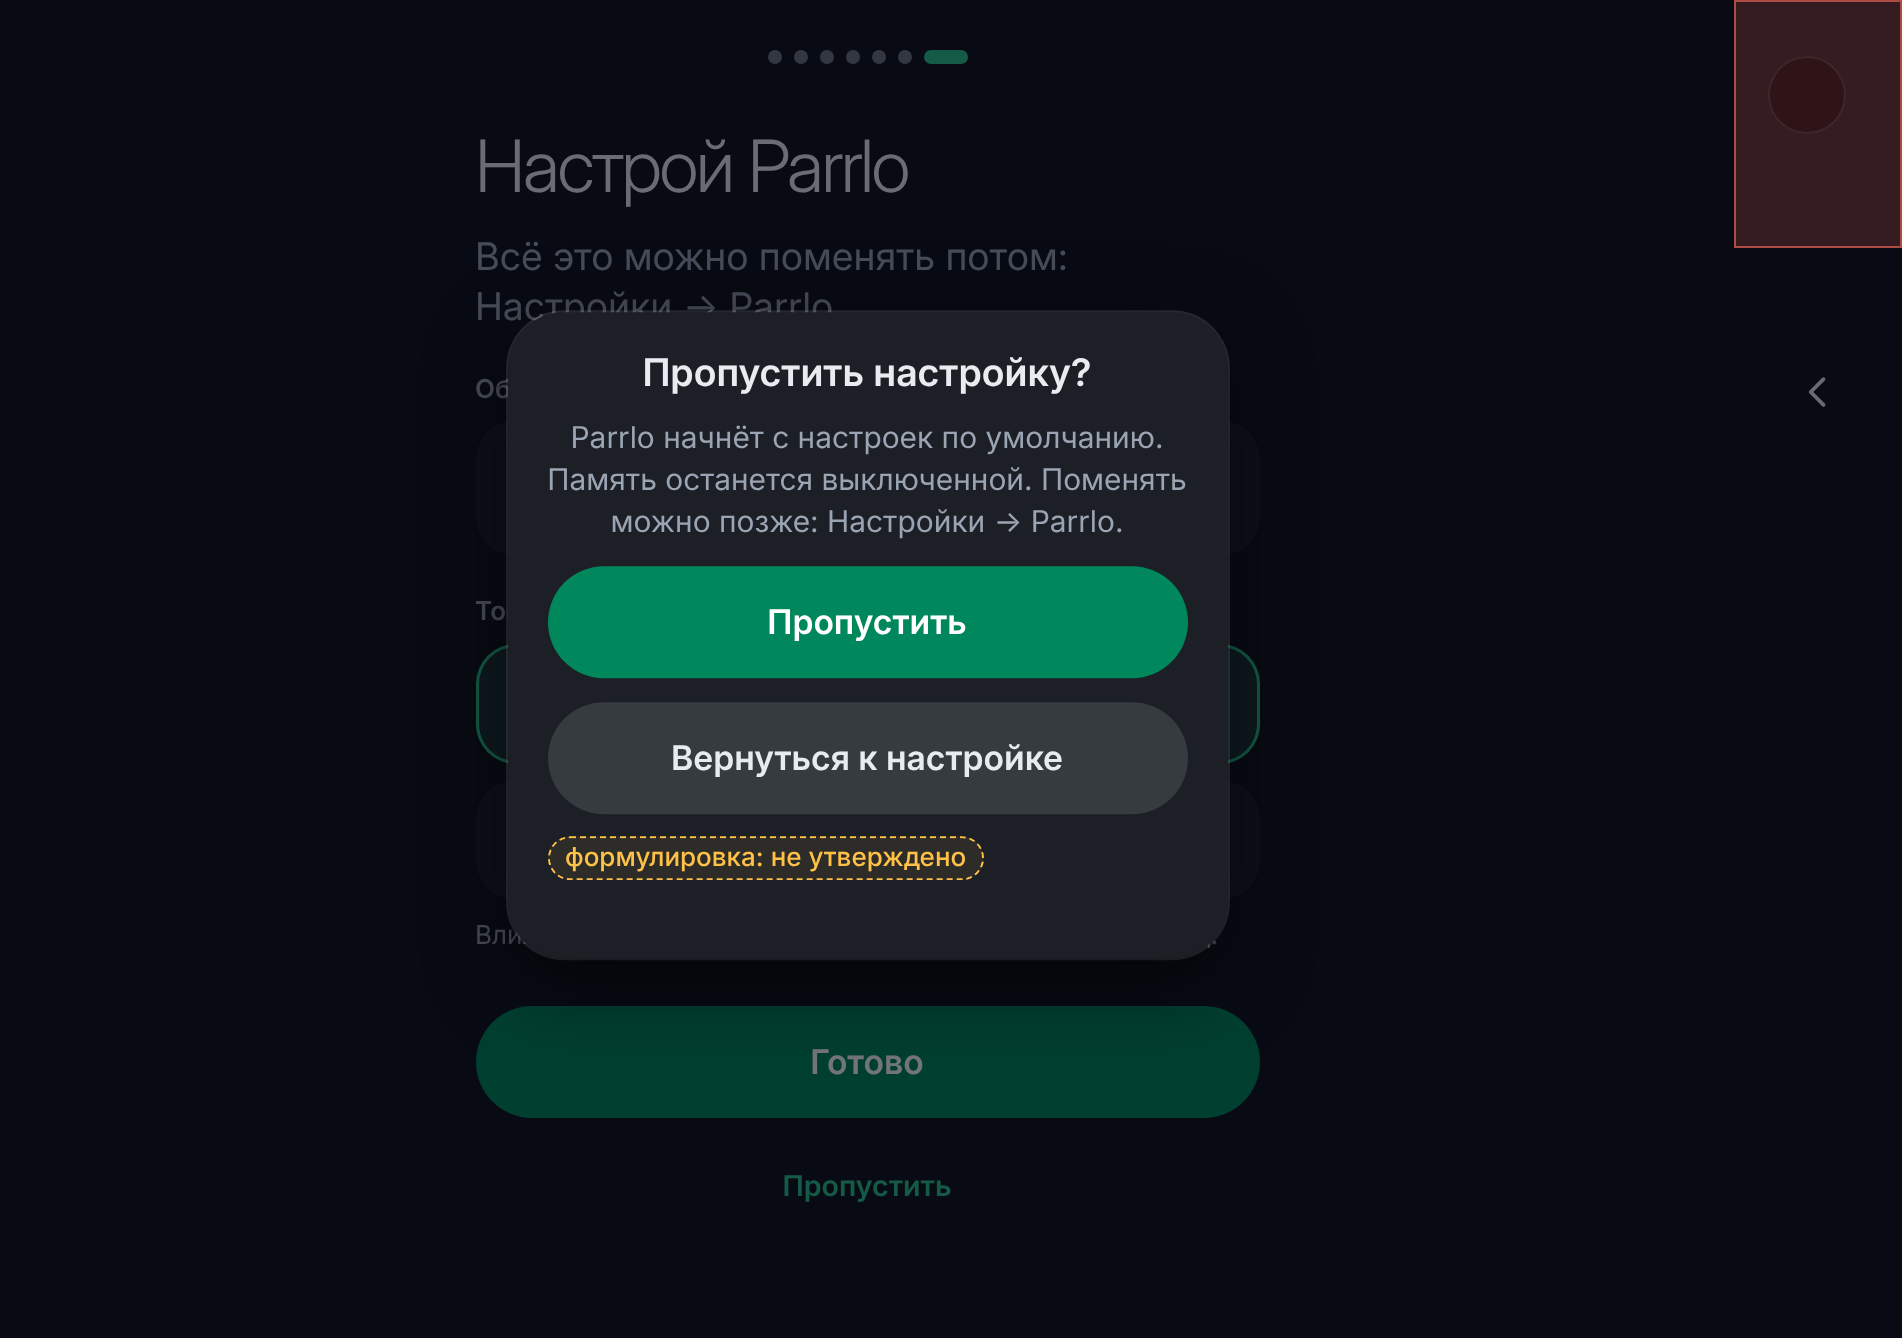 Настрой Parrlo
Всё это можно поменять потом:
Настройки → Parrlo
Пропустить настройку?
Parrlo начнёт с настроек по умолчанию.
Память останется выключенной. Поменять
можно позже: Настройки → Parrlo.
Пропустить
Вернуться к настройке
формулировка: не утверждено
Готово
Пропустить